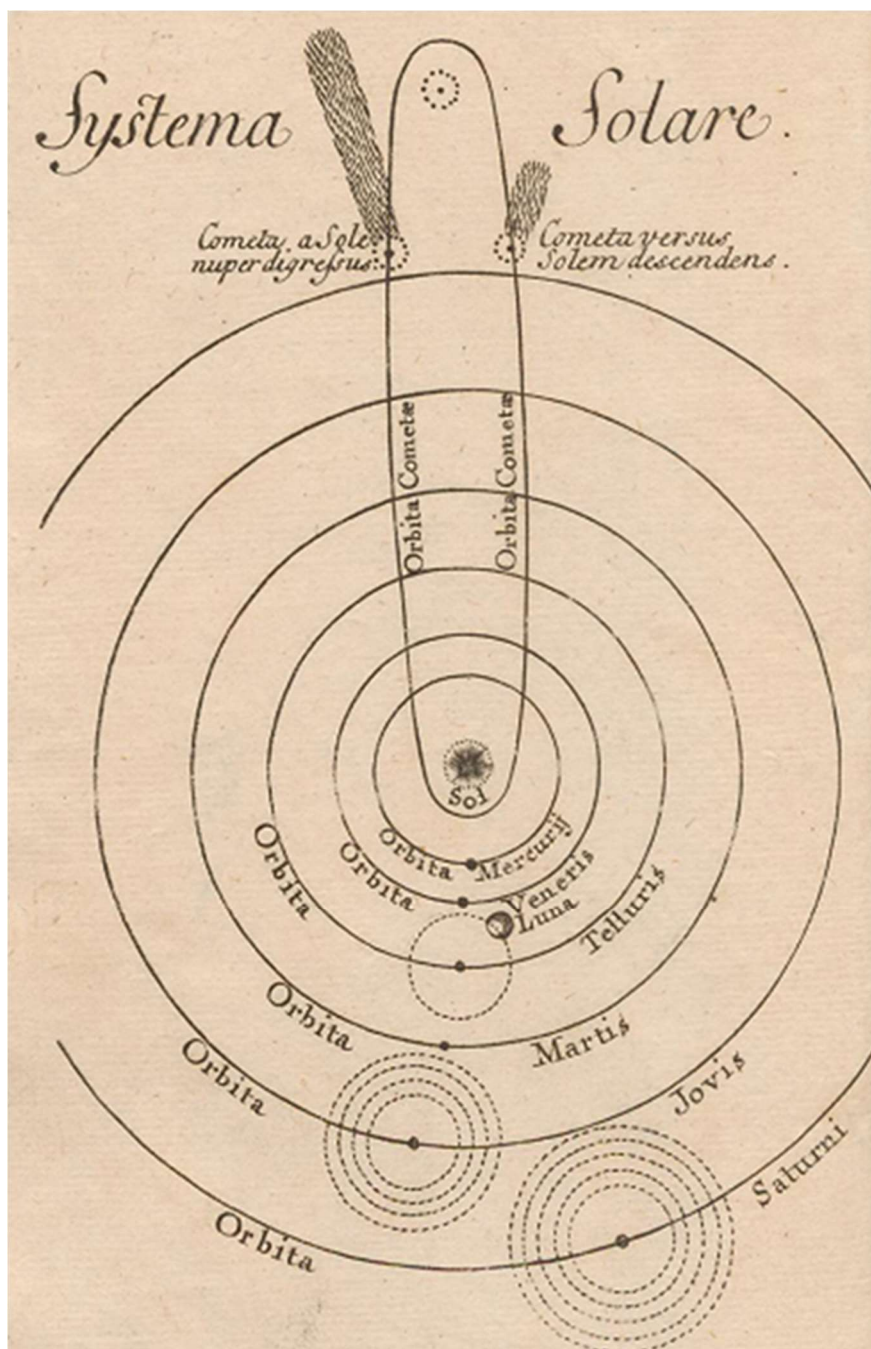 Systema Solare.
Cometa a Sole
nuper digressus
Cometa versus
Solem descendens.
Orbita Cometæ
Orbita Cometæ
Sol
Orbita Mercurij
Orbita Veneris
Luna
Orbita Telluris
Orbita Martis
Orbita Jovis
Orbita Saturni